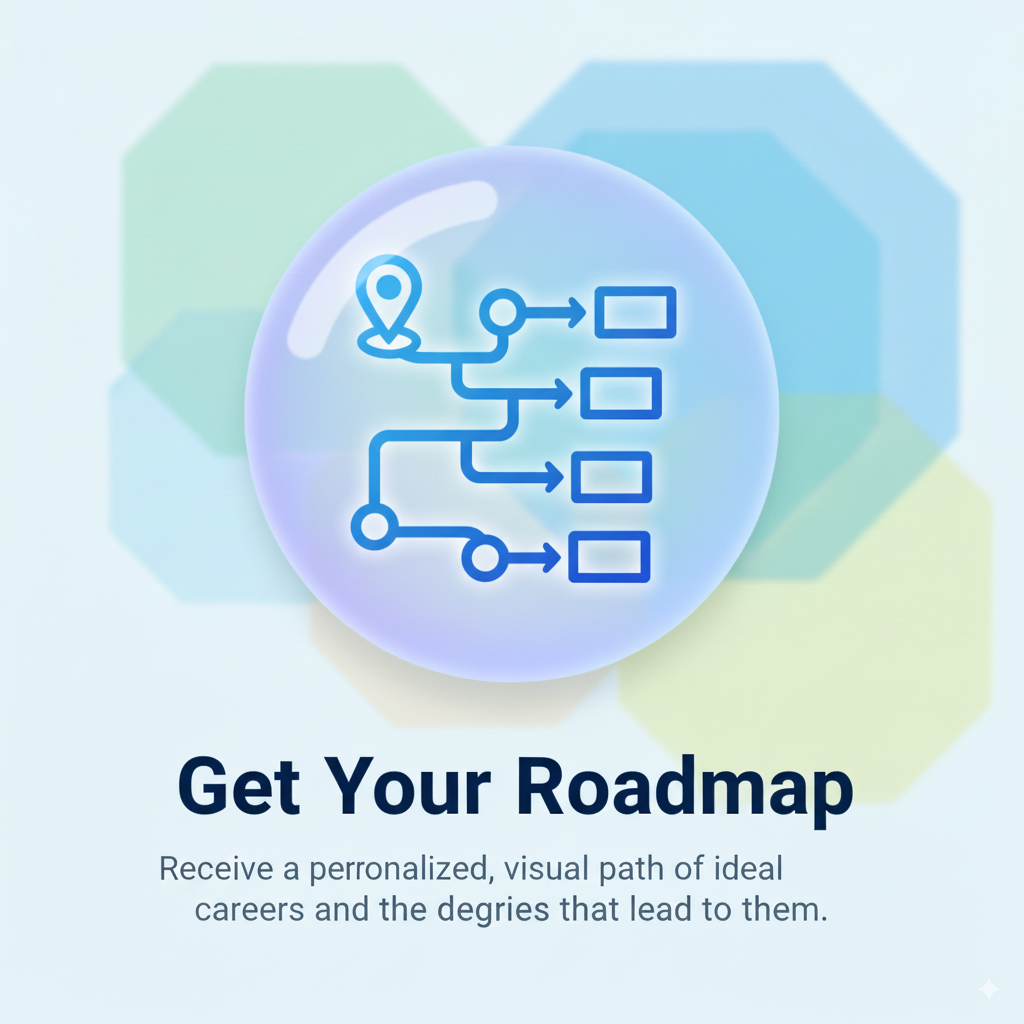 Get Your Roadmap
Receive a perronalized, visual path of ideal
careers and the degries that lead to them.